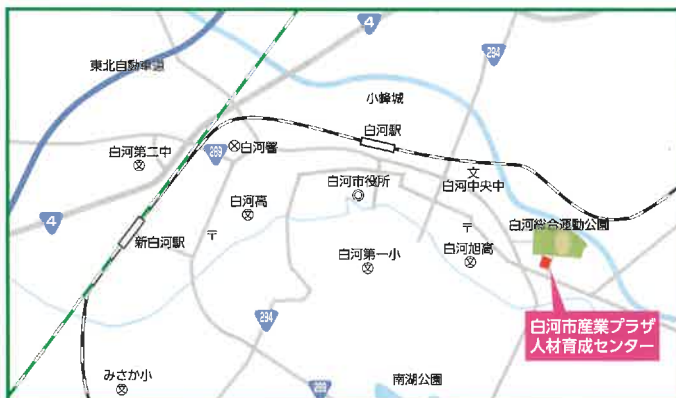 4
294
東北自動車道
小峰城
白河駅
白河第二中
白河署
289
文
白河中央中
白河市役所
白河高
4
新白河駅
〒
〒
白河総合運動公園
白河第一小
白河旭高
294
白河市産業プラザ
人材育成センター
みさか小
289
南湖公園